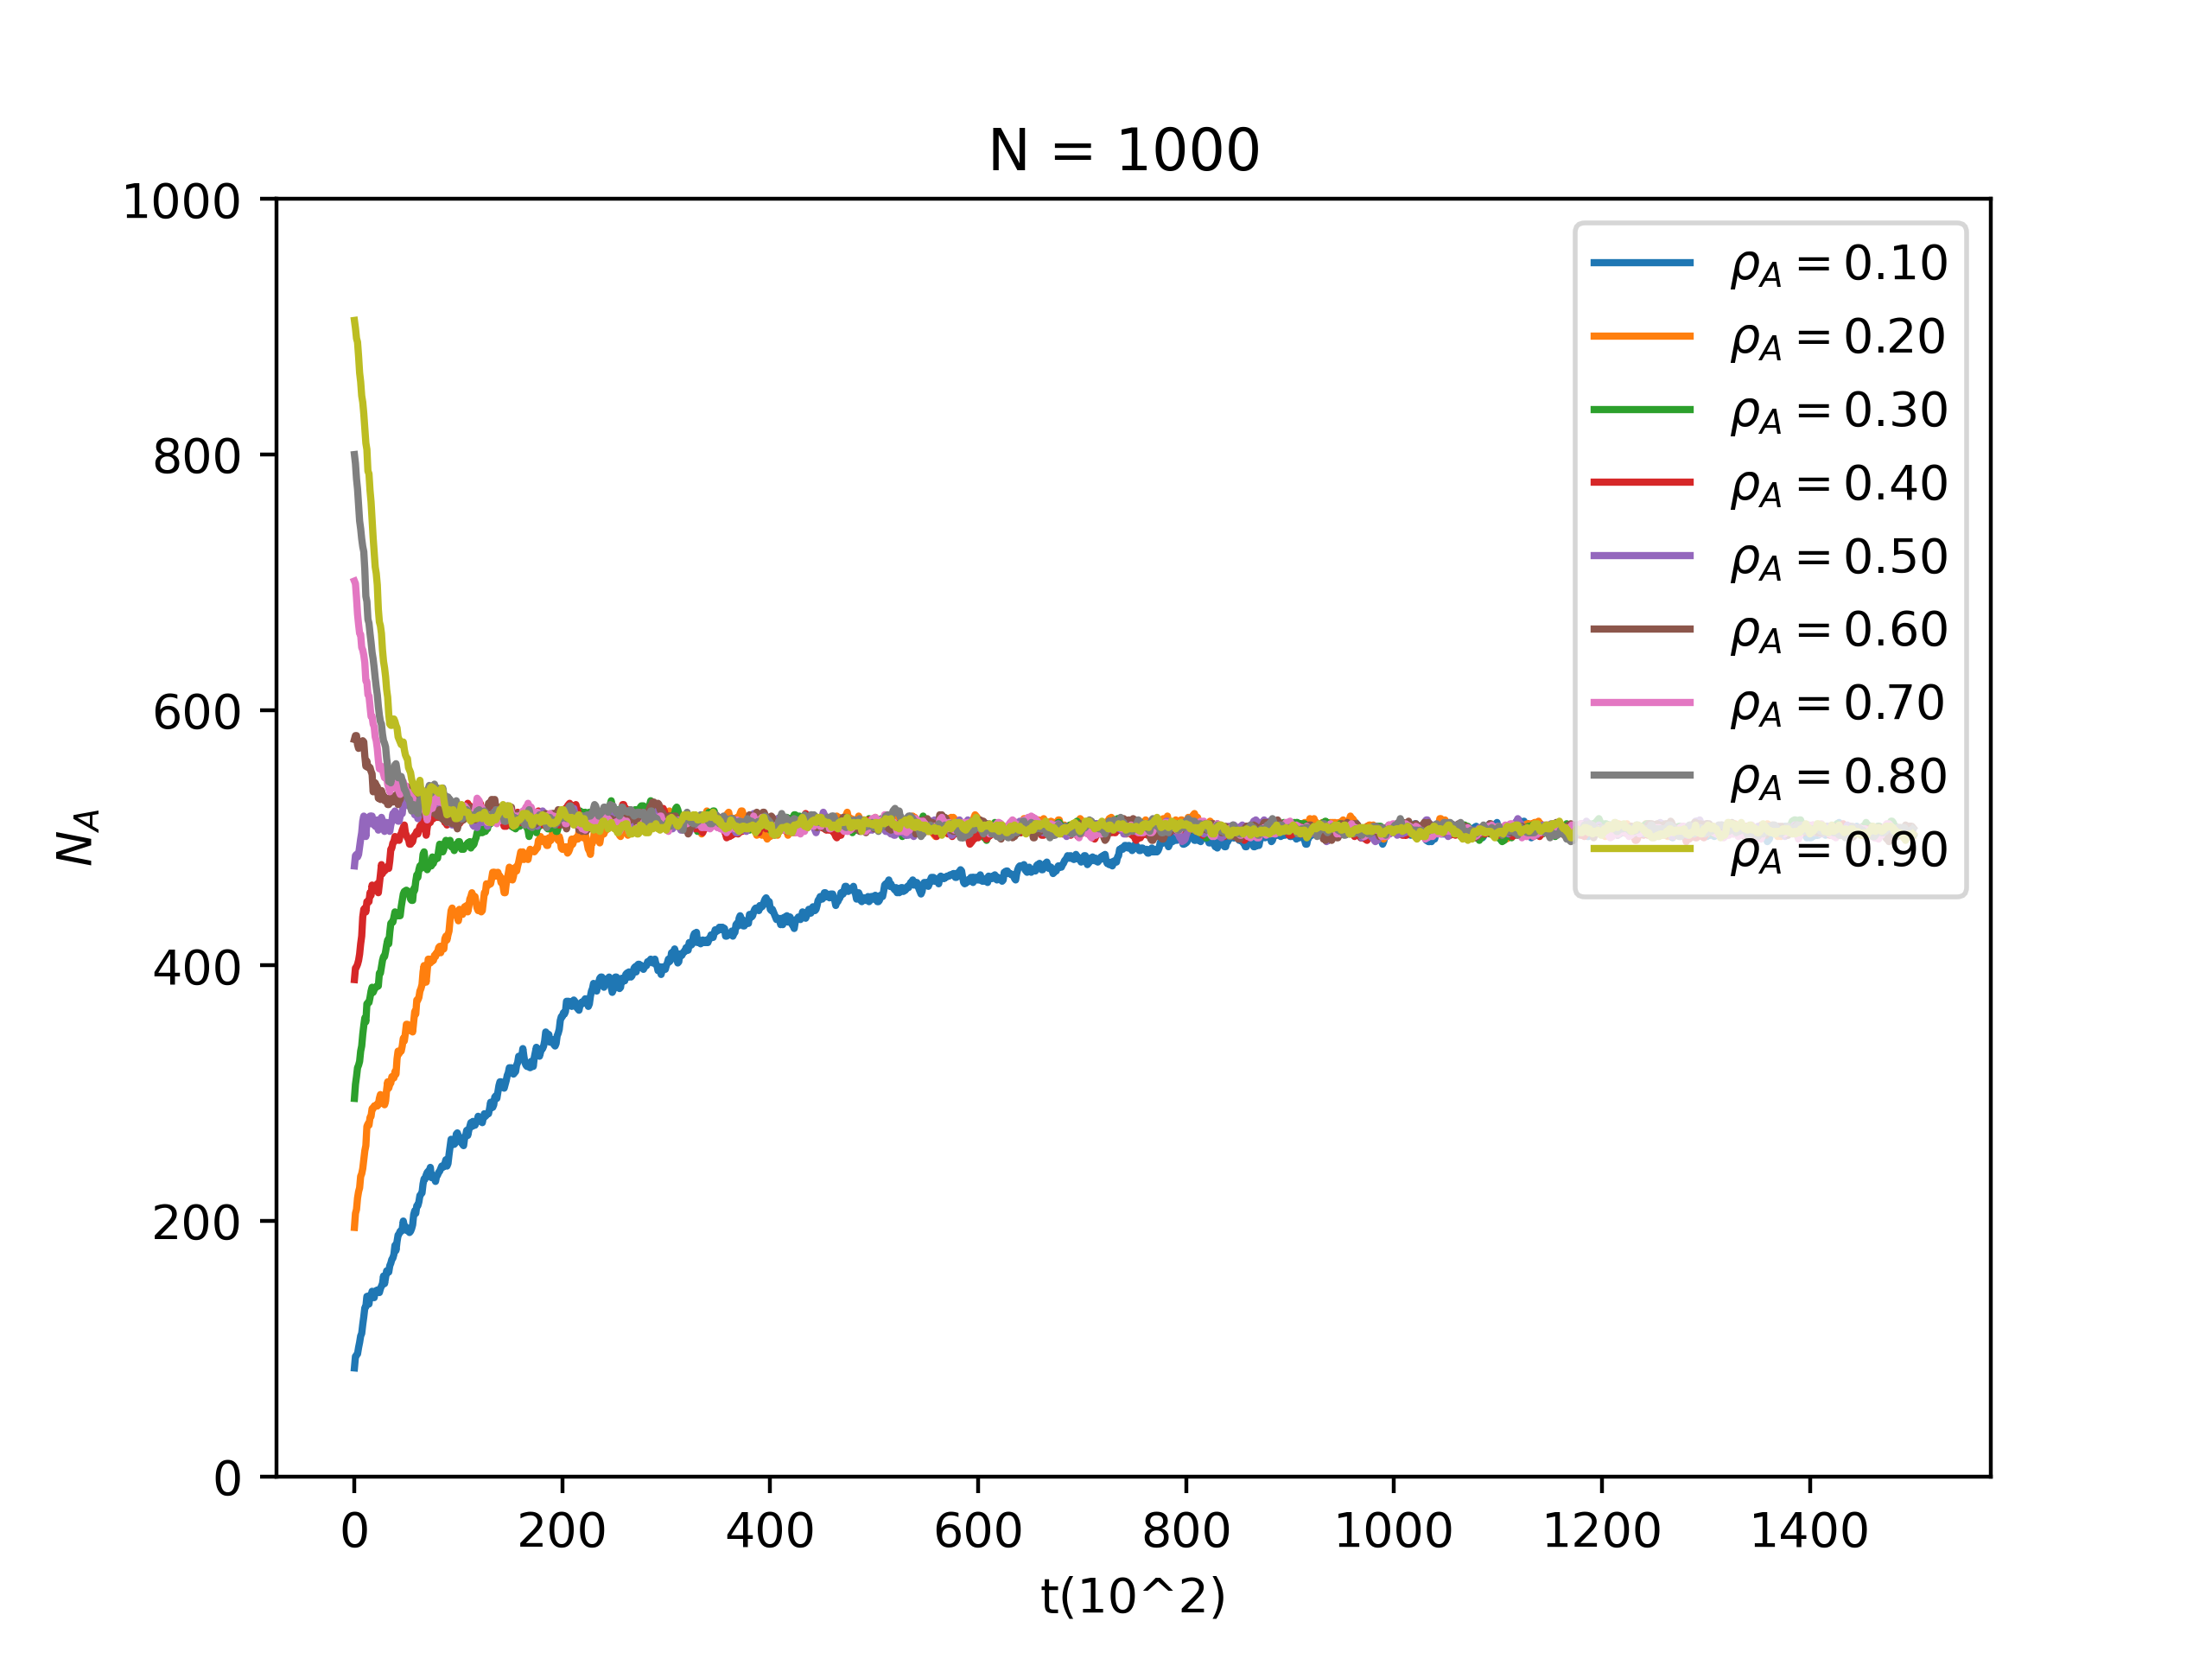 N = 1000
1000
800
600
400
200
0
N_A
0 200 400 600 800 1000 1200 1400
t(10^2)
ρ_A = 0.10
ρ_A = 0.20
ρ_A = 0.30
ρ_A = 0.40
ρ_A = 0.50
ρ_A = 0.60
ρ_A = 0.70
ρ_A = 0.80
ρ_A = 0.90